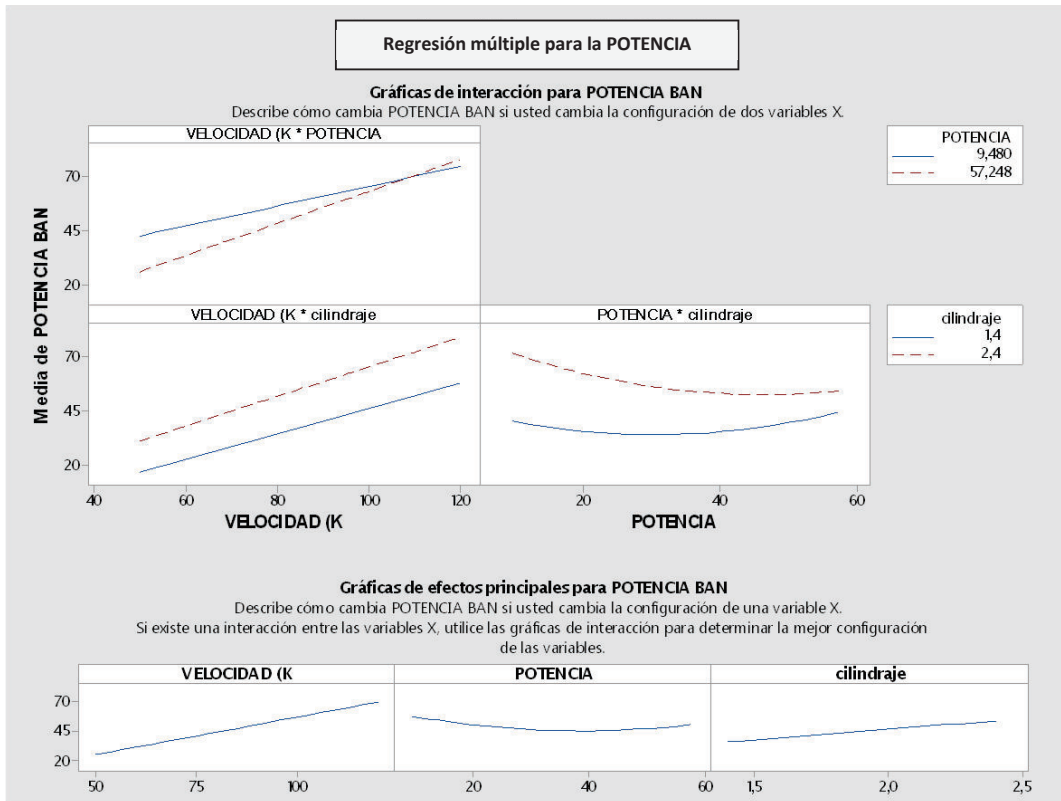 Regresión múltiple para la POTENCIA
Gráficas de interacción para POTENCIA BAN
Describe cómo cambia POTENCIA BAN si usted cambia la configuración de dos variables X.
VELOCIDAD (K * POTENCIA
POTENCIA
9,480
57,248
70
45
20
Media de POTENCIA BAN
VELOCIDAD (K * cilindraje
POTENCIA * cilindraje
cilindraje
1,4
2,4
70
45
20
40 60 80 100 120
20 40 60
VELOCIDAD (K
POTENCIA
Gráficas de efectos principales para POTENCIA BAN
Describe cómo cambia POTENCIA BAN si usted cambia la configuración de una variable X.
Si existe una interacción entre las variables X, utilice las gráficas de interacción para determinar la mejor configuración
de las variables.
VELOCIDAD (K
POTENCIA
cilindraje
70
45
20
50 75 100
20 40 60
1,5 2,0 2,5